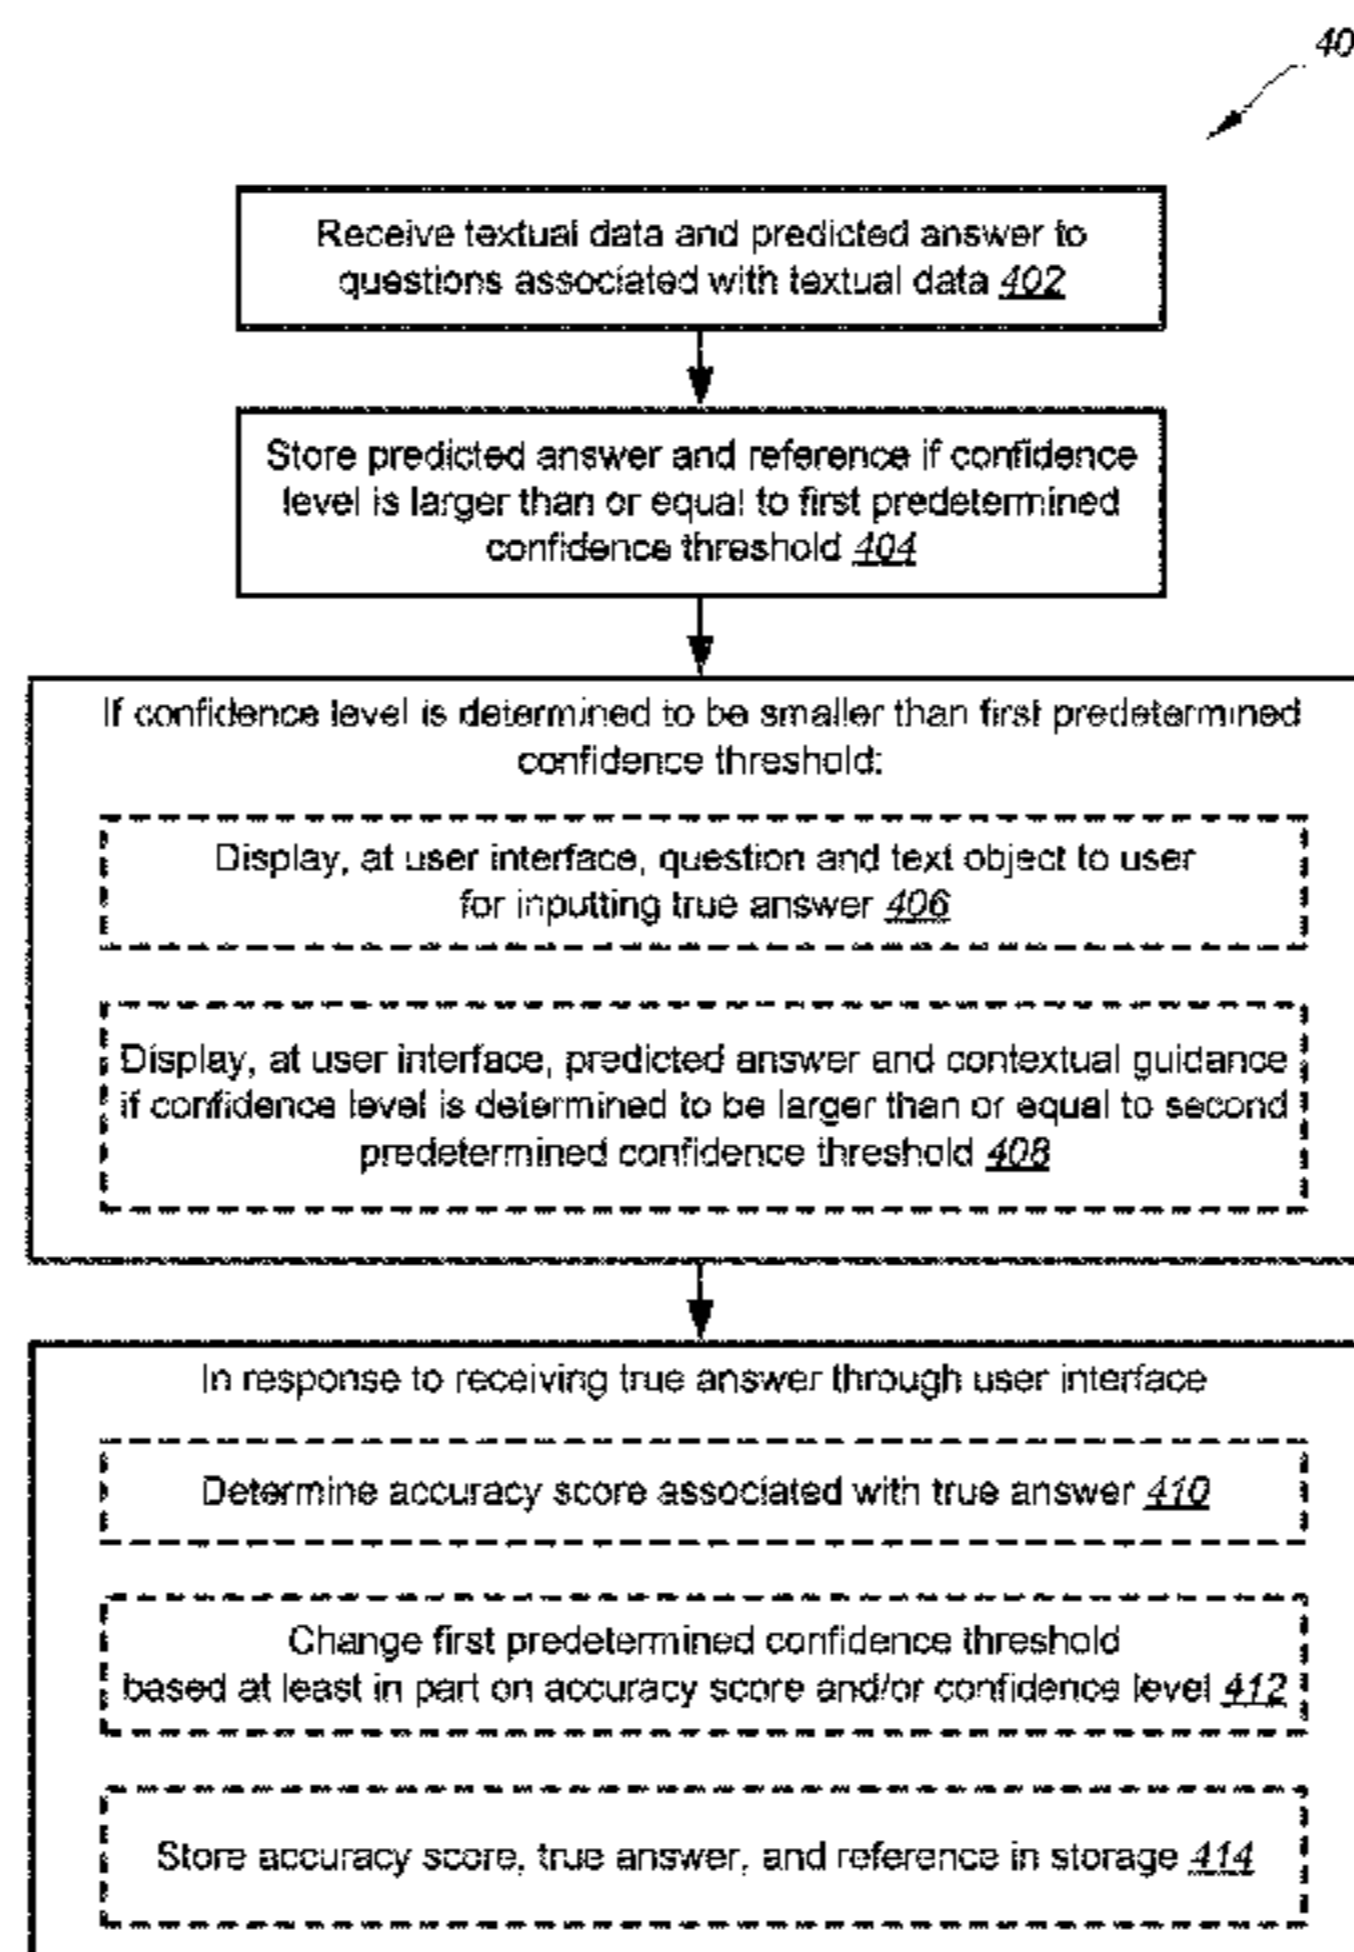 40
Receive textual data and predicted answer to
questions associated with textual data 402
Store predicted answer and reference if confidence
level is larger than or equal to first predetermined
confidence threshold 404
If confidence level is determined to be smaller than first predetermined
confidence threshold:
Display, at user interface, question and text object to user
for inputting true answer 406
Display, at user interface, predicted answer and contextual guidance
if confidence level is determined to be larger than or equal to second
predetermined confidence threshold 408
In response to receiving true answer through user interface
Determine accuracy score associated with true answer 410
Change first predetermined confidence threshold
based at least in part on accuracy score and/or confidence level 412
Store accuracy score, true answer, and reference in storage 414